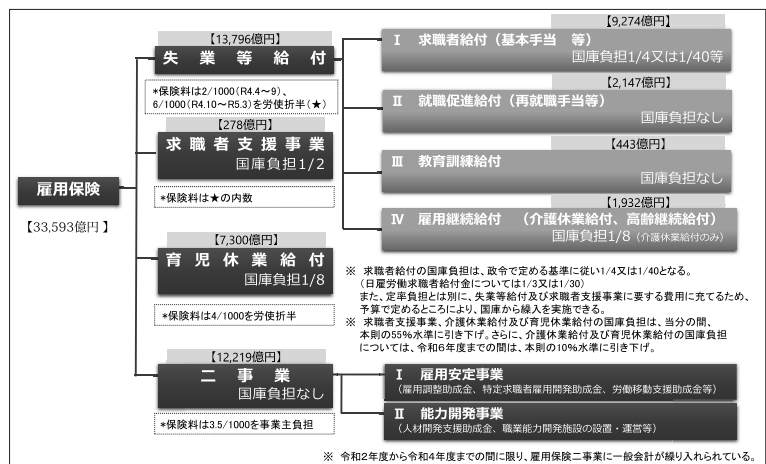 雇用保険
【33,593億円 】
【13,796億円】
失業等給付
*保険料は2/1000(R4.4～9)、
6/1000(R4.10～R5.3)を労使折半(★)
【278億円】
求職者支援事業
国庫負担1/2
*保険料は★の内数
【7,300億円】
育児休業給付
国庫負担1/8
*保険料は4/1000を労使折半
【12,219億円】
二事業
国庫負担なし
*保険料は3.5/1000を事業主負担
【9,274億円】
Ⅰ 求職者給付(基本手当 等)
国庫負担1/4又は1/40等
【2,147億円】
Ⅱ 就職促進給付(再就職手当等)
国庫負担なし
【443億円】
Ⅲ 教育訓練給付
国庫負担なし
【1,932億円】
Ⅳ 雇用継続給付 (介護休業給付、高齢継続給付)
国庫負担1/8 (介護休業給付のみ)
※ 求職者給付の国庫負担は、政令で定める基準に従い1/4又は1/40となる。
(日雇労働求職者給付金については1/3又は1/30)
また、定率負担とは別に、失業等給付及び求職者支援事業に要する費用に充てるため、
予算で定めるところにより、国庫から繰入を実施できる。
※ 求職者支援事業、介護休業給付及び育児休業給付の国庫負担は、当分の間、
本則の55%水準に引き下げ。さらに、介護休業給付及び育児休業給付の国庫負担
については、令和6年度までの間は、本則の10%水準に引き下げ。
Ⅰ 雇用安定事業
(雇用調整助成金、特定求職者雇用開発助成金、労働移動支援助成金等)
Ⅱ 能力開発事業
(人材開発支援助成金、職業能力開発施設の設置・運営等)
※ 令和2年度から令和4年度までの間に限り、雇用保険二事業に一般会計が繰り入れられている。